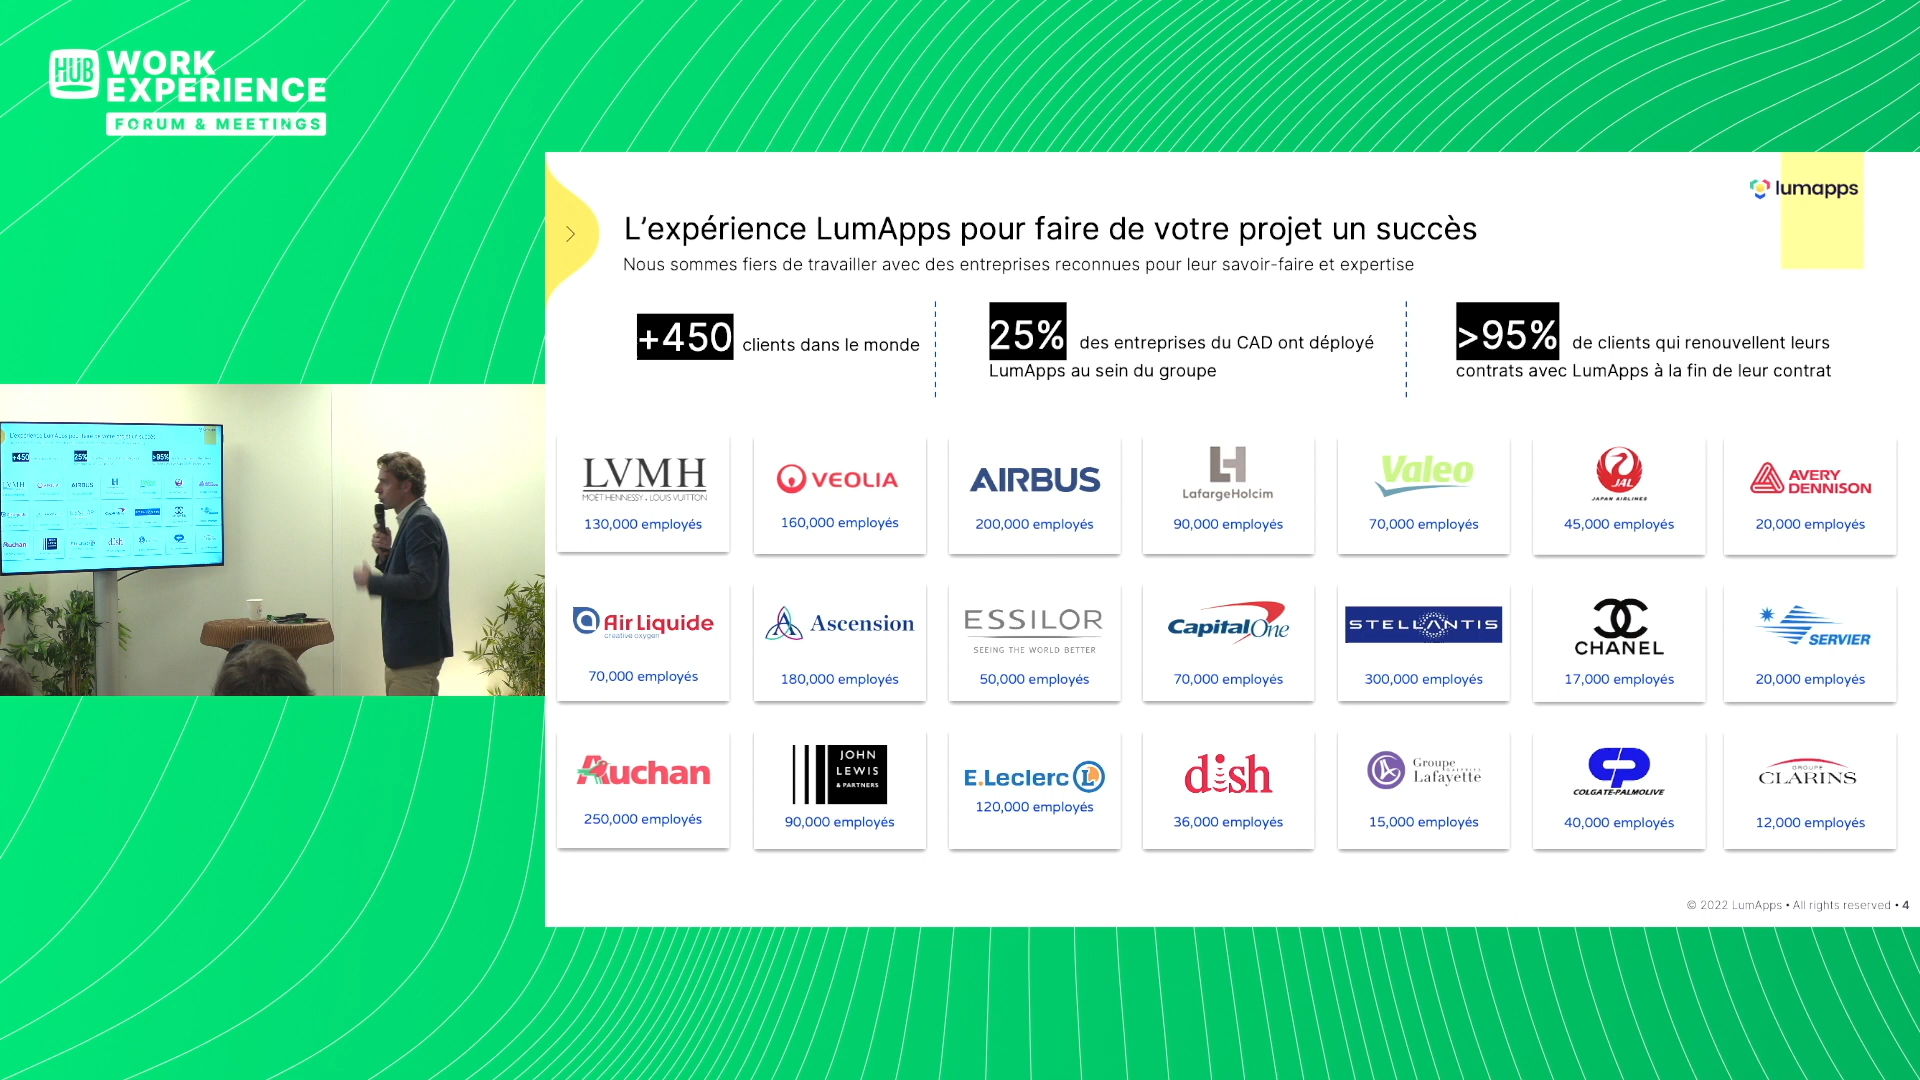 HUB
WORK
EXPERIENCE
FORUM & MEETINGS
lumapps
L'expérience LumApps pour faire de votre projet un succès
Nous sommes fiers de travailler avec des entreprises reconnues pour leur savoir-faire et expertise
+450 clients dans le monde
25% des entreprises du CAD ont déployé
LumApps au sein du groupe
>95% de clients qui renouvellent leurs
contrats avec LumApps à la fin de leur contrat
LVMH
MOËT HENNESSY . LOUIS VUITTON
130,000 employés
VEOLIA
160,000 employés
AIRBUS
200,000 employés
LH
LafargeHolcim
90,000 employés
Valeo
70,000 employés
JAL
JAPAN AIRLINES
45,000 employés
AVERY
DENNISON
20,000 employés
Air Liquide
creative oxygen
70,000 employés
Ascension
180,000 employés
ESSILOR
SEEING THE WORLD BETTER
50,000 employés
CapitalOne
70,000 employés
STELLANTIS
300,000 employés
CHANEL
17,000 employés
SERVIER
20,000 employés
Auchan
250,000 employés
JOHN
LEWIS
& PARTNERS
90,000 employés
E.Leclerc L
120,000 employés
dish
36,000 employés
Groupe
Galeries
Lafayette
15,000 employés
CP
COLGATE-PALMOLIVE
40,000 employés
GROUPE
CLARINS
12,000 employés
© 2022 LumApps • All rights reserved • 4